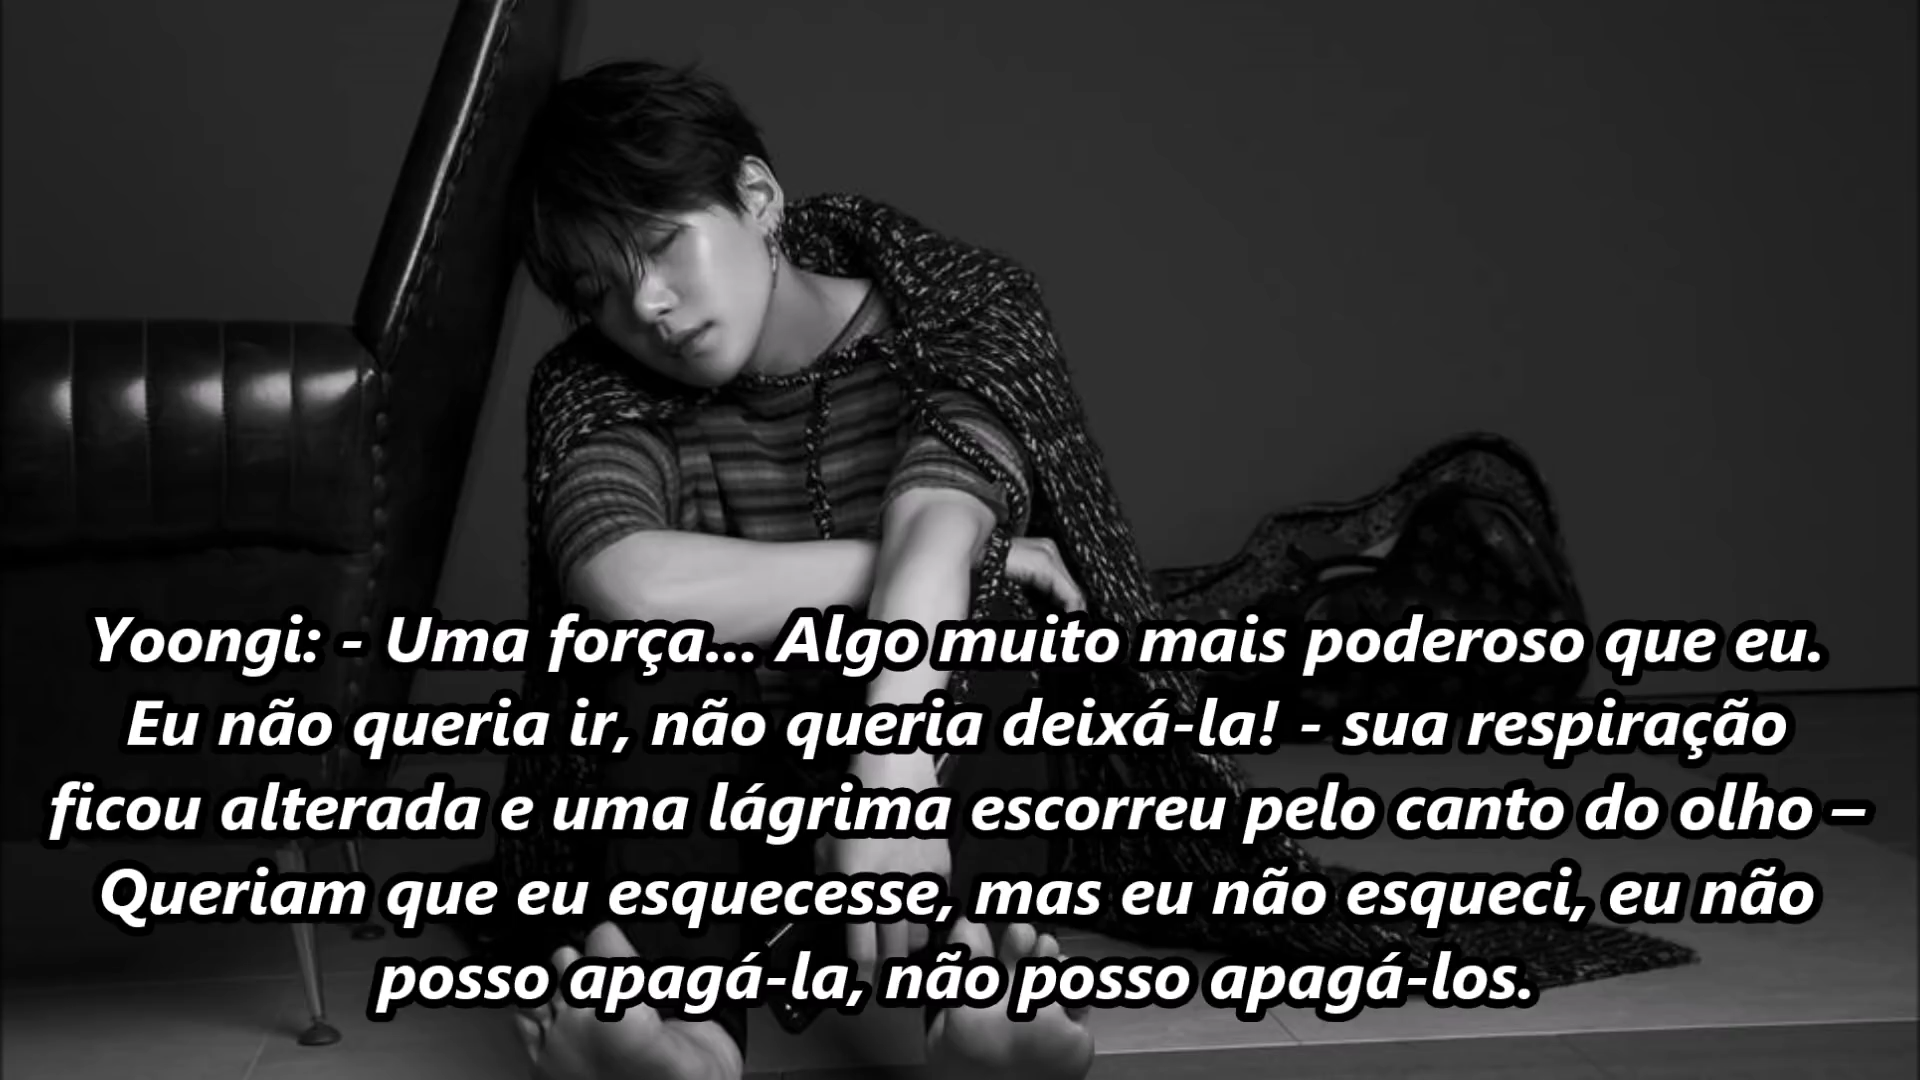 Yoongi: - Uma força... Algo muito mais poderoso que eu.
Eu não queria ir, não queria deixá-la! - sua respiração
ficou alterada e uma lágrima escorreu pelo canto do olho –
Queriam que eu esquecesse, mas eu não esqueci, eu não
posso apagá-la, não posso apagá-los.